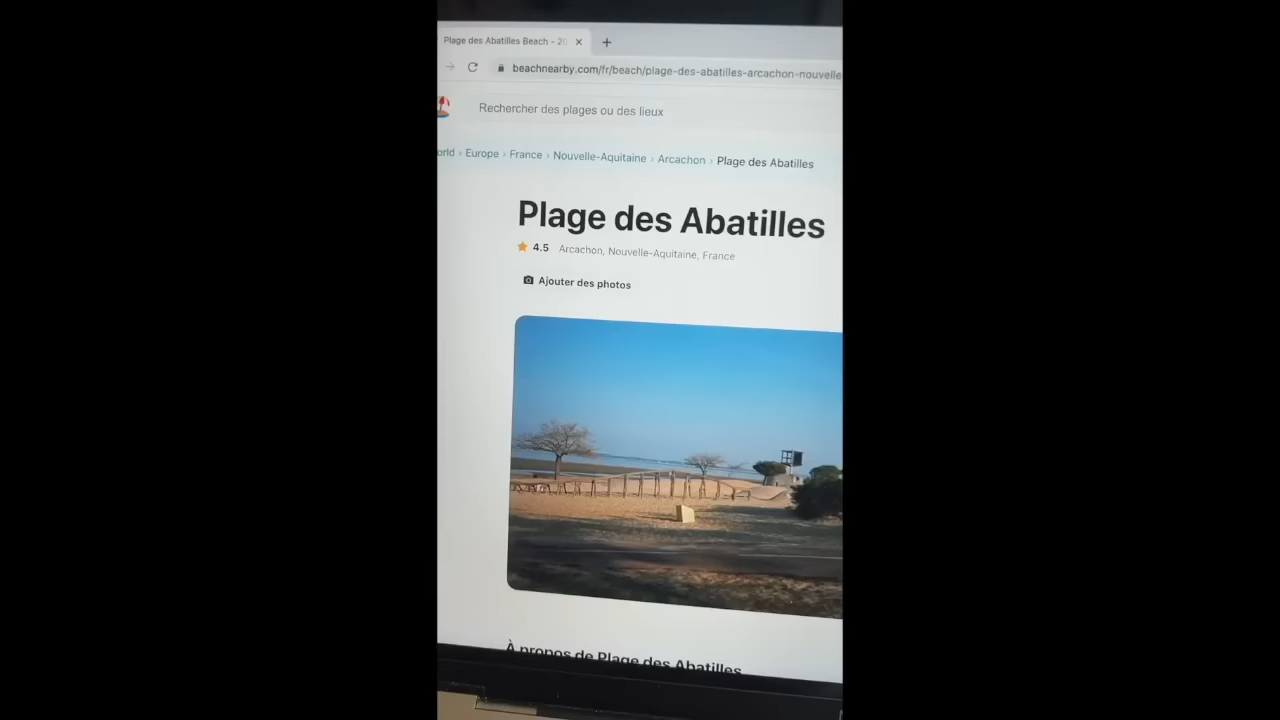 Plage des Abatilles Beach - 20
beachnearby.com/fr/beach/plage-des-abatilles-arcachon-nouvelle
Rechercher des plages ou des lieux
orld › Europe › France › Nouvelle-Aquitaine › Arcachon › Plage des Abatilles
Plage des Abatilles
4.5 Arcachon, Nouvelle-Aquitaine, France
Ajouter des photos
À propos de Plage des Abatilles